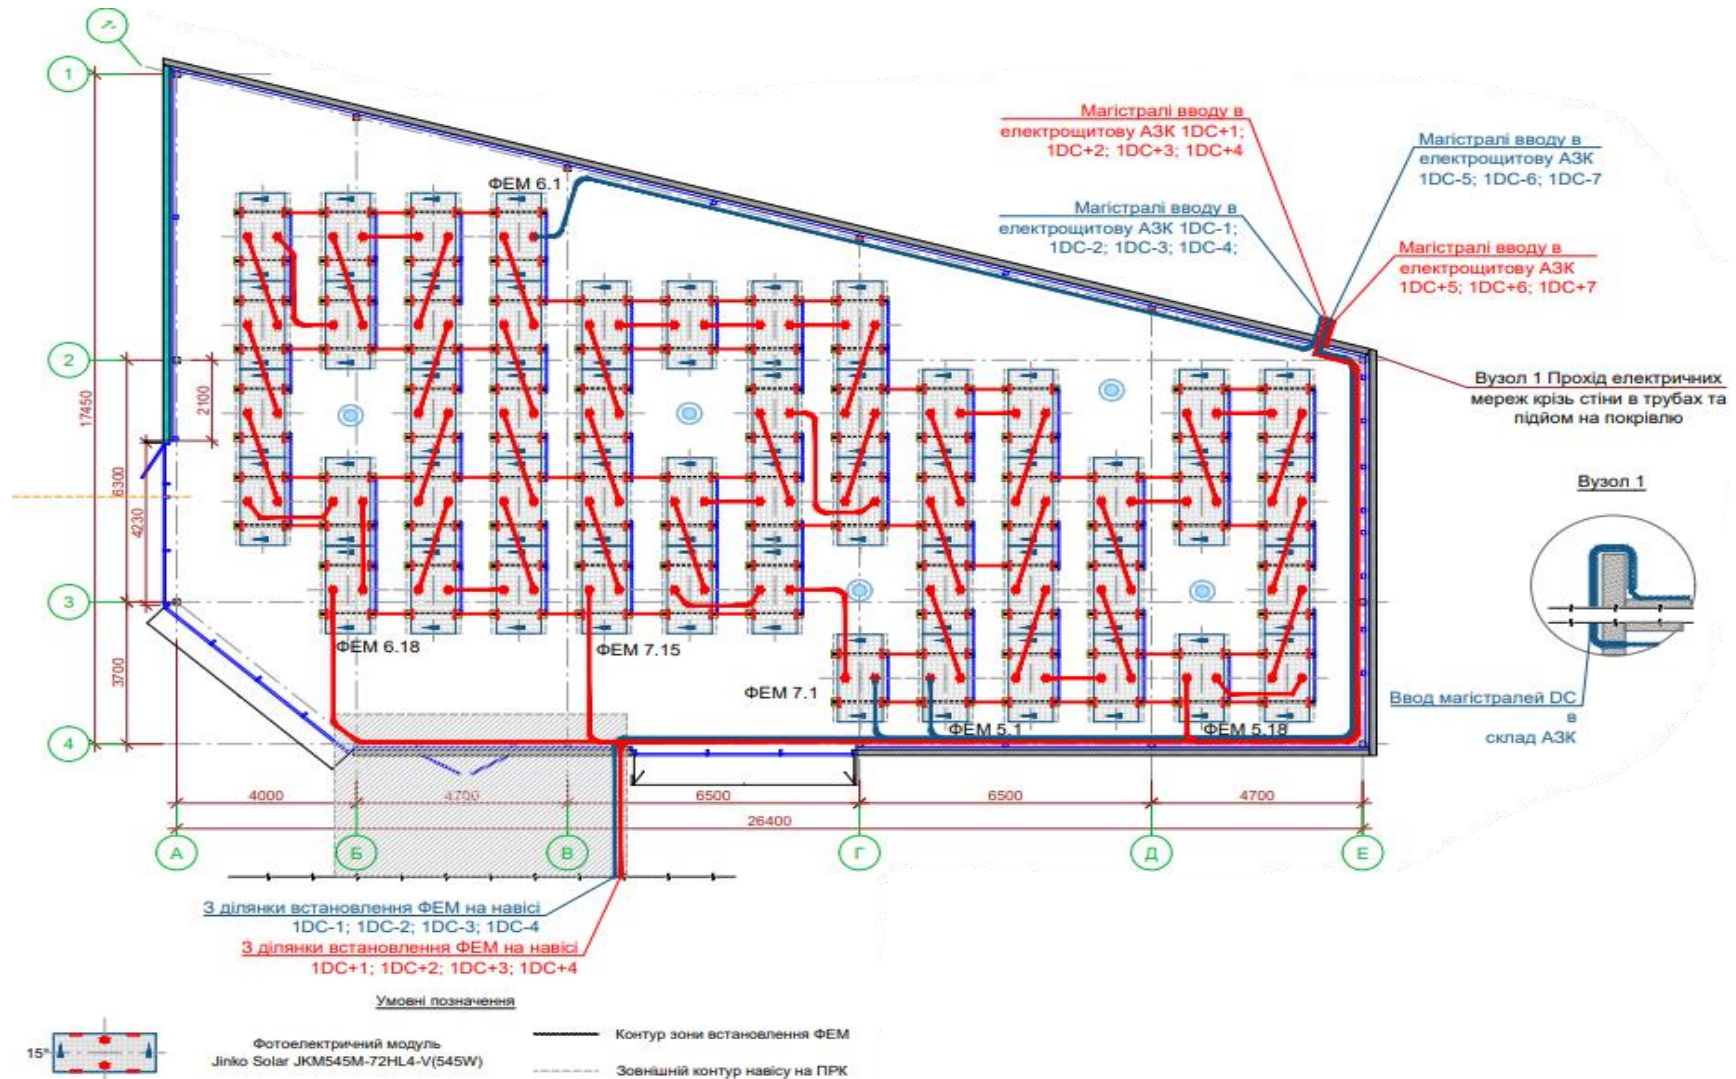 1
Магістралі вводу в
електрощитову АЗК 1DC+1;
1DC+2; 1DC+3; 1DC+4
Магістралі вводу в
електрощитову АЗК
1DC-5; 1DC-6; 1DC-7
ФЕМ 6.1
Магістралі вводу в
електрощитову АЗК 1DC-1;
1DC-2; 1DC-3; 1DC-4;
Магістралі вводу в
електрощитову АЗК
1DC+5; 1DC+6; 1DC+7
2
17450
2100
6300
4230
3700
Вузол 1 Прохід електричних
мереж крізь стіни в трубах та
підйом на покрівлю
Вузол 1
3
ФЕМ 6.18
ФЕМ 7.15
ФЕМ 7.1
ФЕМ 5.1
ФЕМ 5.18
Ввод магістралей DC
в
склад АЗК
4
4000
4700
6500
6500
4700
26400
А
Б
В
Г
Д
Е
З ділянки встановлення ФЕМ на навісі
1DC-1; 1DC-2; 1DC-3; 1DC-4
З ділянки встановлення ФЕМ на навісі
1DC+1; 1DC+2; 1DC+3; 1DC+4
Умовні позначення
15°
Фотоелектричний модуль
Jinko Solar JKM545M-72HL4-V(545W)
Контур зони встановлення ФЕМ
Зовнішній контур навісу на ПРК